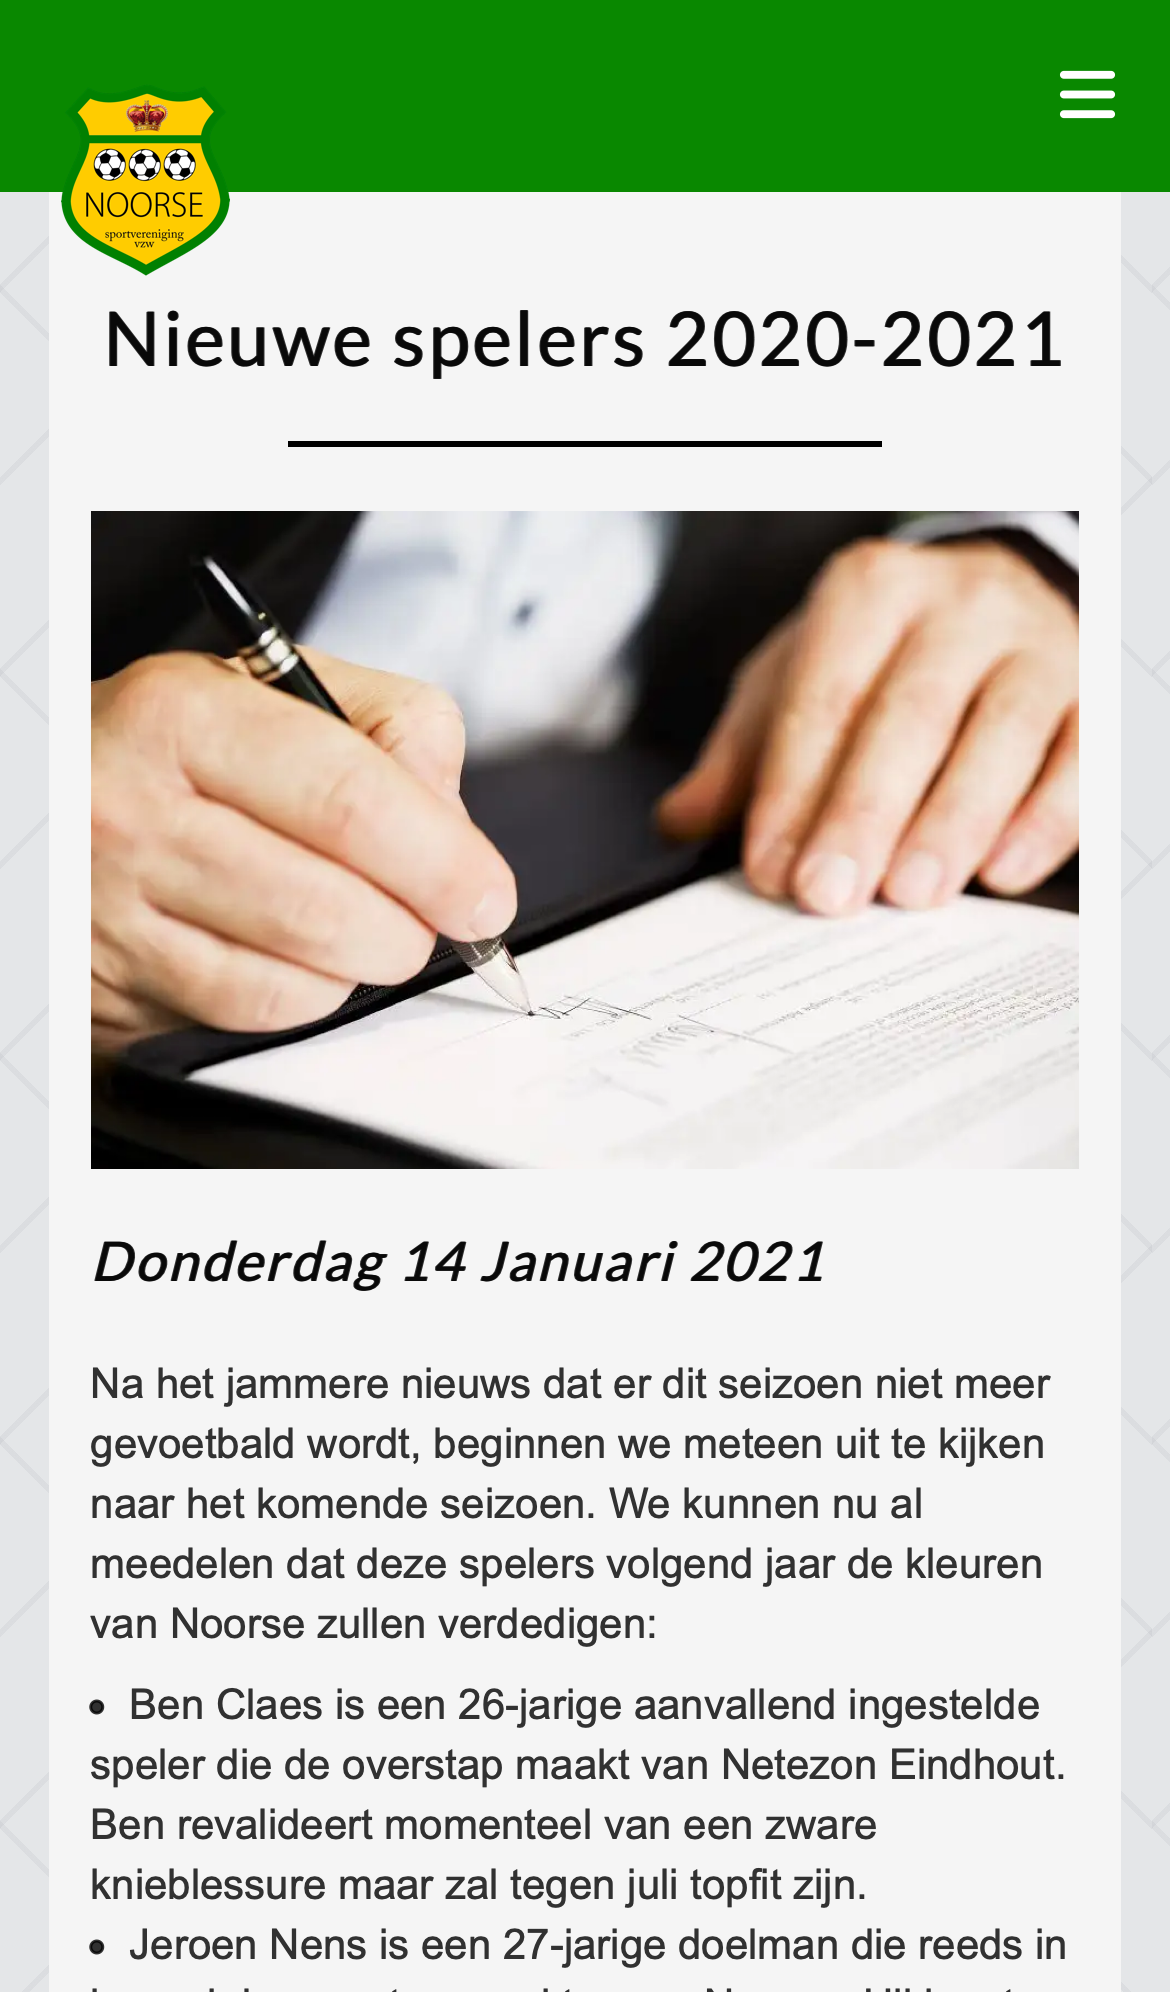 NOORSE
sportvereniging
vzw
Nieuwe spelers 2020-2021
Donderdag 14 Januari 2021
Na het jammere nieuws dat er dit seizoen niet meer
gevoetbald wordt, beginnen we meteen uit te kijken
naar het komende seizoen. We kunnen nu al
meedelen dat deze spelers volgend jaar de kleuren
van Noorse zullen verdedigen:
• Ben Claes is een 26-jarige aanvallend ingestelde
speler die de overstap maakt van Netezon Eindhout.
Ben revalideert momenteel van een zware
knieblessure maar zal tegen juli topfit zijn.
• Jeroen Nens is een 27-jarige doelman die reeds in